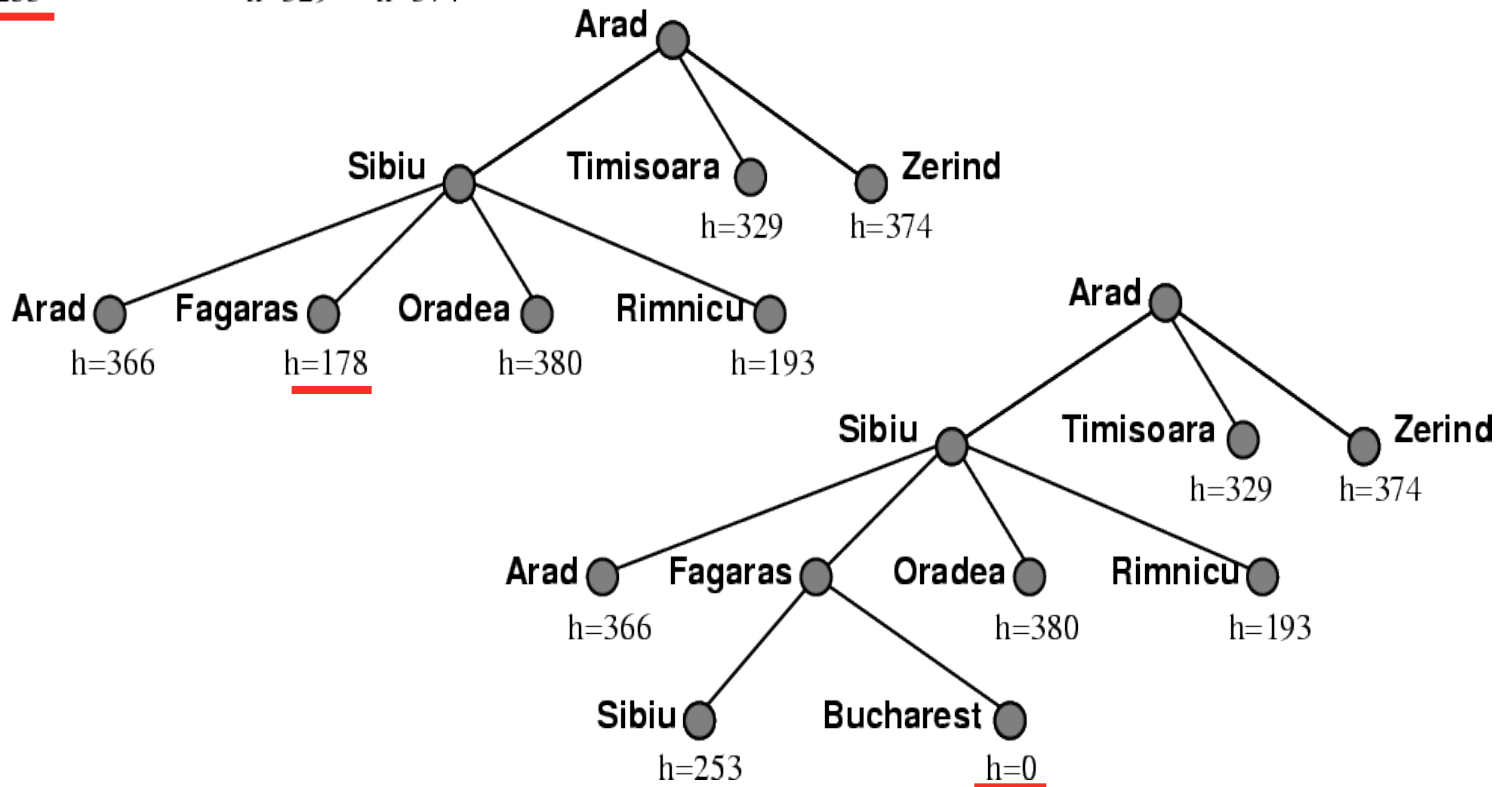 Arad
Sibiu Timisoara Zerind
h=329 h=374
Arad Fagaras Oradea Rimnicu
h=366 h=178 h=380 h=193
Arad
Sibiu Timisoara Zerind
h=329 h=374
Arad Fagaras Oradea Rimnicu
h=366 h=380 h=193
Sibiu Bucharest
h=253 h=0